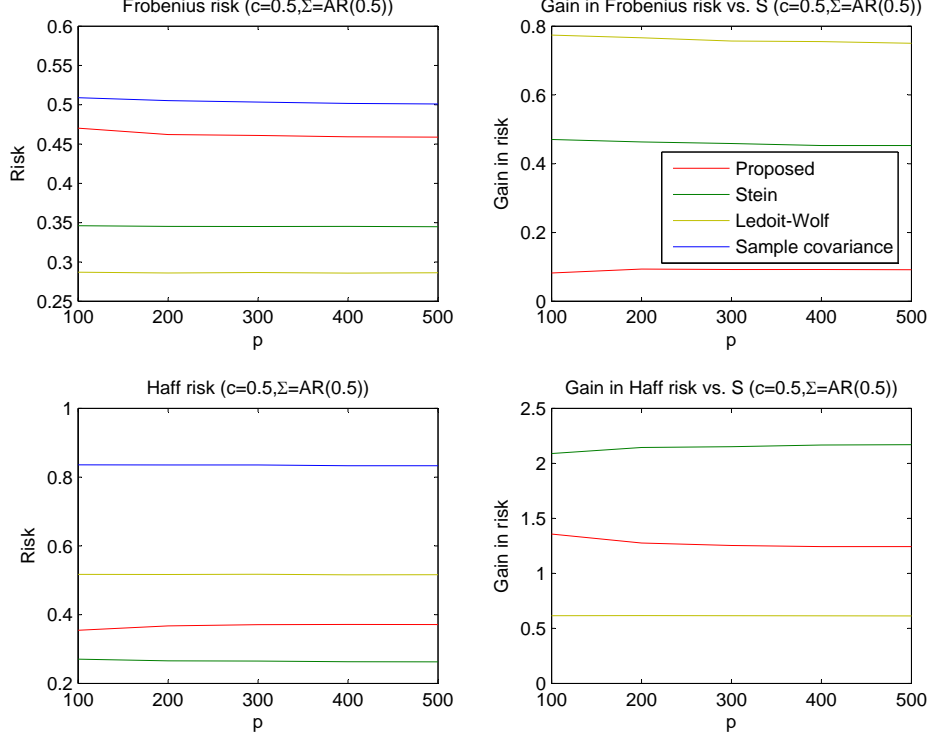 Frobenius risk (c=0.5,Σ=AR(0.5))
0.6
0.55
0.5
0.45
0.4
0.35
0.3
0.25
Risk
100 200 300 400 500
p
Gain in Frobenius risk vs. S (c=0.5,Σ=AR(0.5))
0.8
0.6
0.4
0.2
0
Gain in risk
Proposed
Stein
Ledoit-Wolf
Sample covariance
100 200 300 400 500
p
Haff risk (c=0.5,Σ=AR(0.5))
1
0.8
0.6
0.4
0.2
Risk
100 200 300 400 500
p
Gain in Haff risk vs. S (c=0.5,Σ=AR(0.5))
2.5
2
1.5
1
0.5
0
Gain in risk
100 200 300 400 500
p